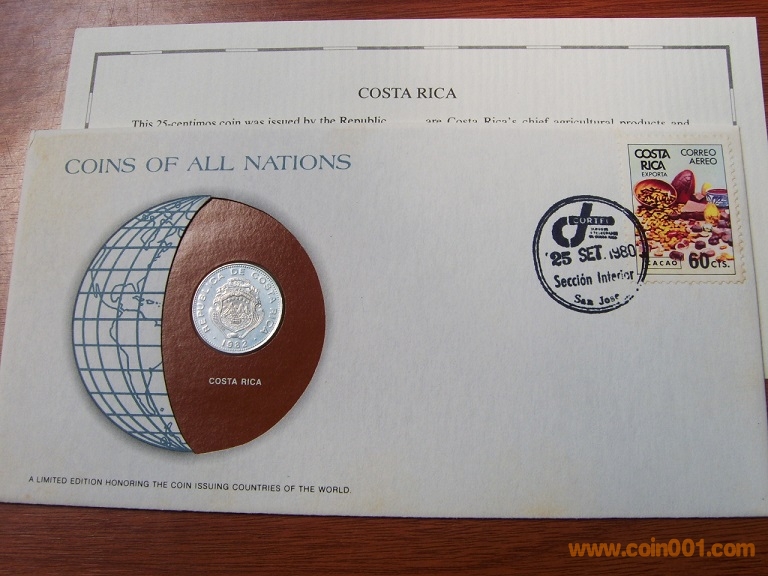 COSTA RICA
This 25-centimos coin was issued by the Republic
are Costa Rica's chief agricultural products and
COINS OF ALL NATIONS
REPUBLICA DE COSTA RICA
1982
COSTA RICA
A LIMITED EDITION HONORING THE COIN ISSUING COUNTRIES OF THE WORLD.
CORTEL
25 SET. 1980
Sección Interior
San Jose
COSTA
RICA
EXPORTA
CORREO
AEREO
CACAO
60 CTS.
www.coin001.com